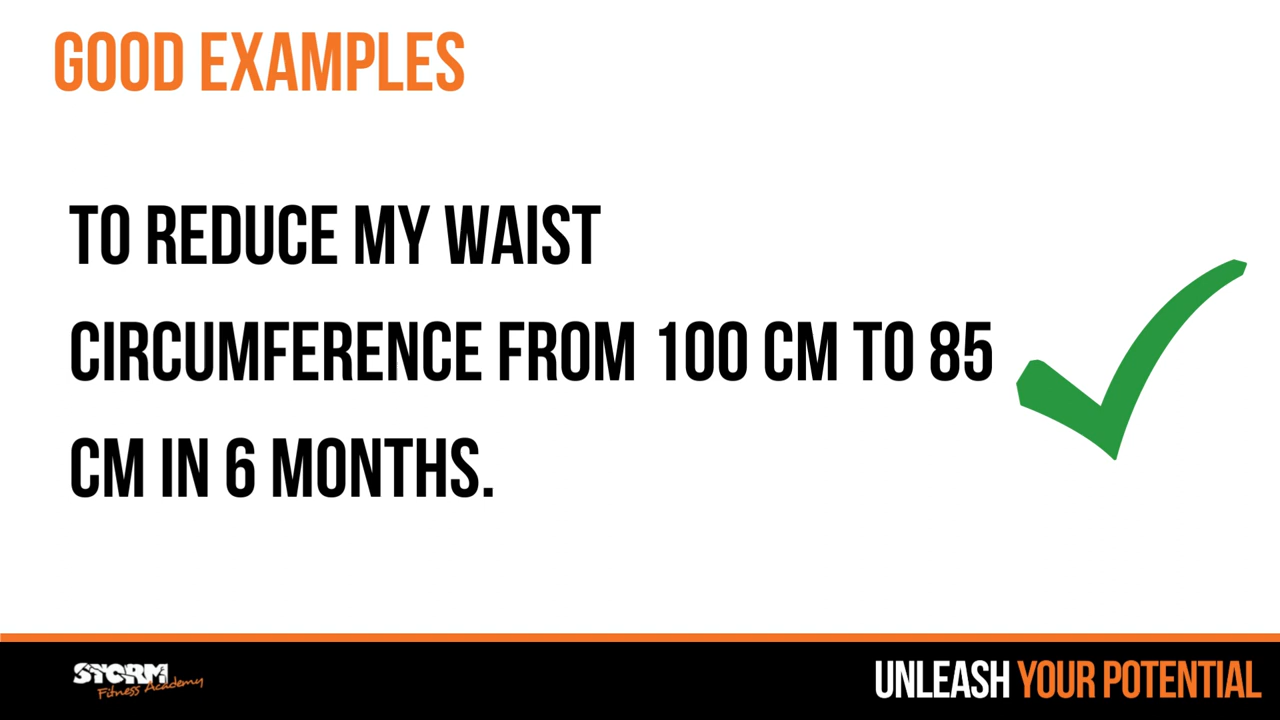 GOOD EXAMPLES
TO REDUCE MY WAIST
CIRCUMFERENCE FROM 100 CM TO 85
CM IN 6 MONTHS.
STORM
Fitness Academy
UNLEASH YOUR POTENTIAL